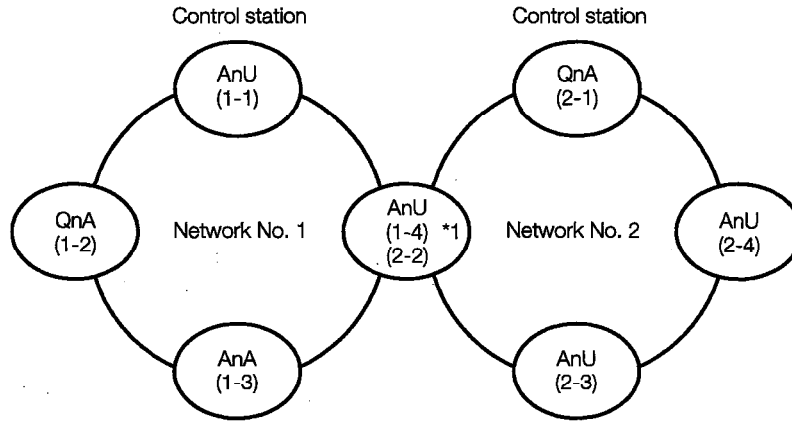 Control station
Control station
AnU
(1-1)
QnA
(2-1)
QnA
(1-2)
Network No. 1
AnU
(1-4) *1
(2-2)
Network No. 2
AnU
(2-4)
AnA
(1-3)
AnU
(2-3)